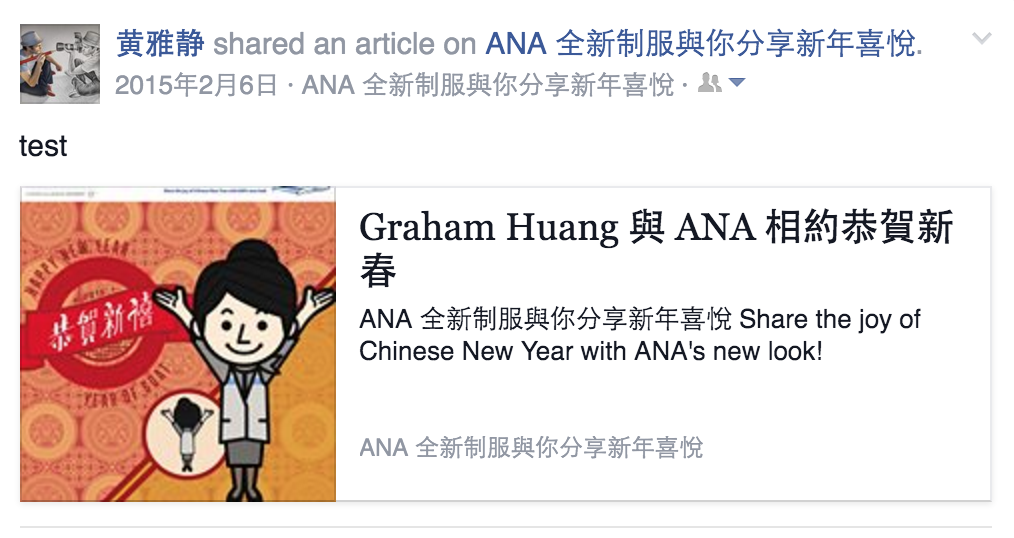 黄雅静 shared an article on ANA 全新制服與你分享新年喜悅.
2015年2月6日 · ANA 全新制服與你分享新年喜悅 ·
test
HAPPY NEW YEAR
恭賀新禧
YEAR OF GOAT
Graham Huang 與 ANA 相約恭賀新
春
ANA 全新制服與你分享新年喜悅 Share the joy of
Chinese New Year with ANA's new look!
ANA 全新制服與你分享新年喜悅